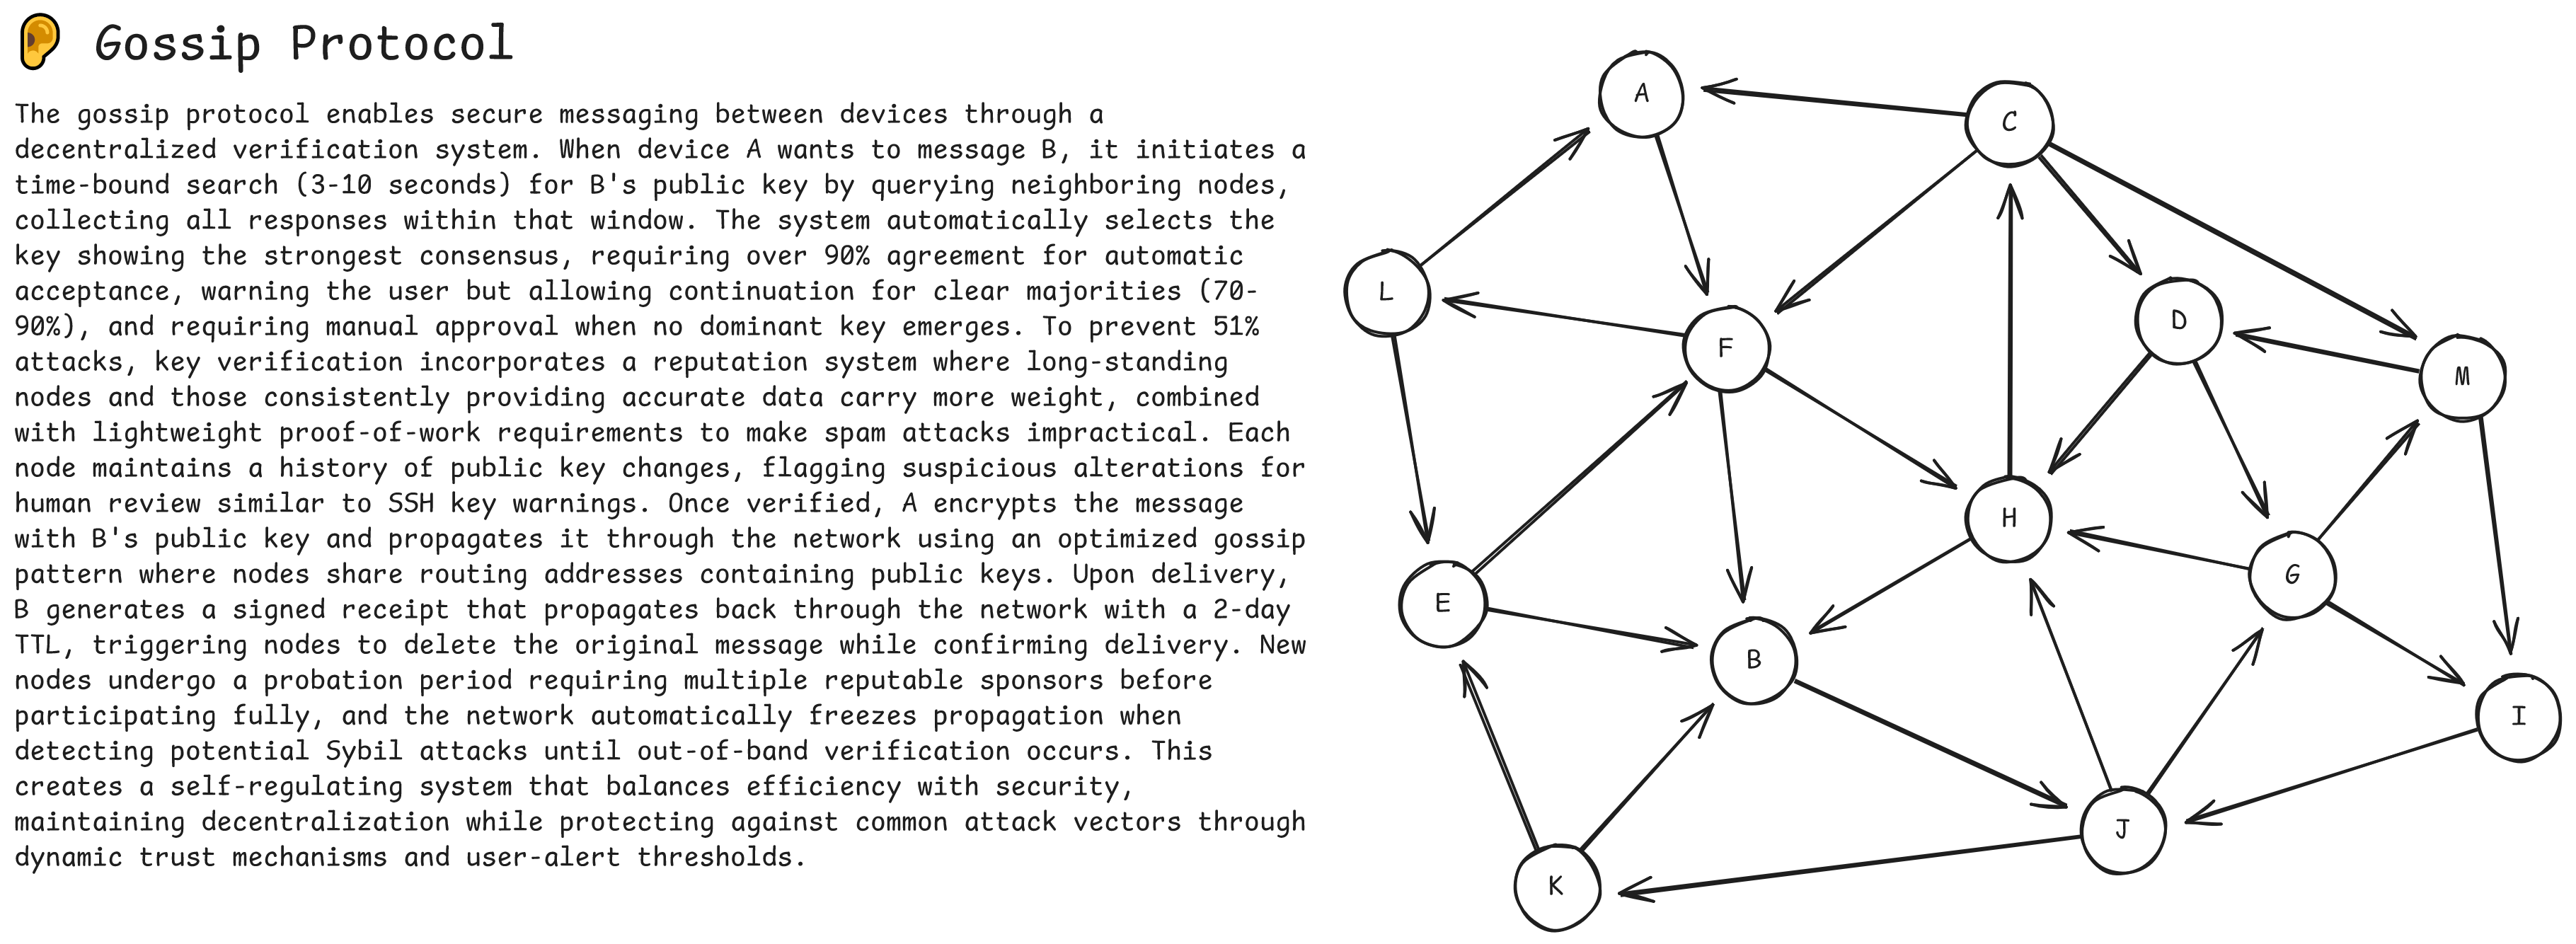 Gossip Protocol
The gossip protocol enables secure messaging between devices through a
decentralized verification system. When device A wants to message B, it initiates a
time-bound search (3-10 seconds) for B's public key by querying neighboring nodes,
collecting all responses within that window. The system automatically selects the
key showing the strongest consensus, requiring over 90% agreement for automatic
acceptance, warning the user but allowing continuation for clear majorities (70-
90%), and requiring manual approval when no dominant key emerges. To prevent 51%
attacks, key verification incorporates a reputation system where long-standing
nodes and those consistently providing accurate data carry more weight, combined
with lightweight proof-of-work requirements to make spam attacks impractical. Each
node maintains a history of public key changes, flagging suspicious alterations for
human review similar to SSH key warnings. Once verified, A encrypts the message
with B's public key and propagates it through the network using an optimized gossip
pattern where nodes share routing addresses containing public keys. Upon delivery,
B generates a signed receipt that propagates back through the network with a 2-day
TTL, triggering nodes to delete the original message while confirming delivery. New
nodes undergo a probation period requiring multiple reputable sponsors before
participating fully, and the network automatically freezes propagation when
detecting potential Sybil attacks until out-of-band verification occurs. This
creates a self-regulating system that balances efficiency with security,
maintaining decentralization while protecting against common attack vectors through
dynamic trust mechanisms and user-alert thresholds.
A
C
L
D
F
M
H
G
E
B
I
J
K